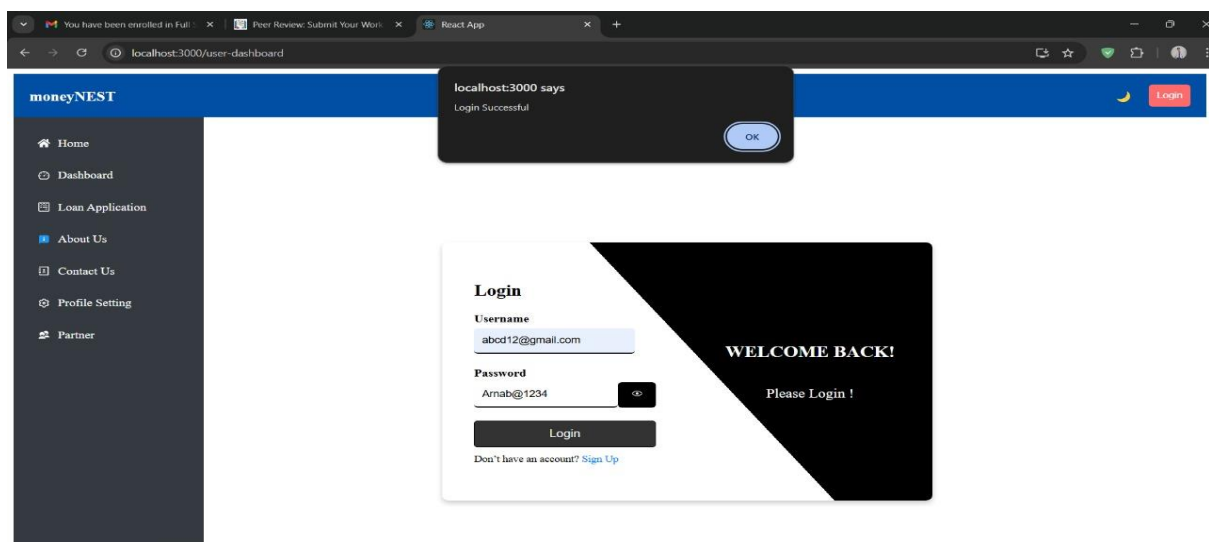 You have been enrolled in Full S
Peer Review: Submit Your Work
React App
localhost:3000/user-dashboard
moneyNEST
localhost:3000 says
Login Successful
OK
Login
Home
Dashboard
Loan Application
About Us
Contact Us
Profile Setting
Partner
Login
Username
abcd12@gmail.com
Password
Arnab@1234
Login
Don't have an account? Sign Up
WELCOME BACK!
Please Login !